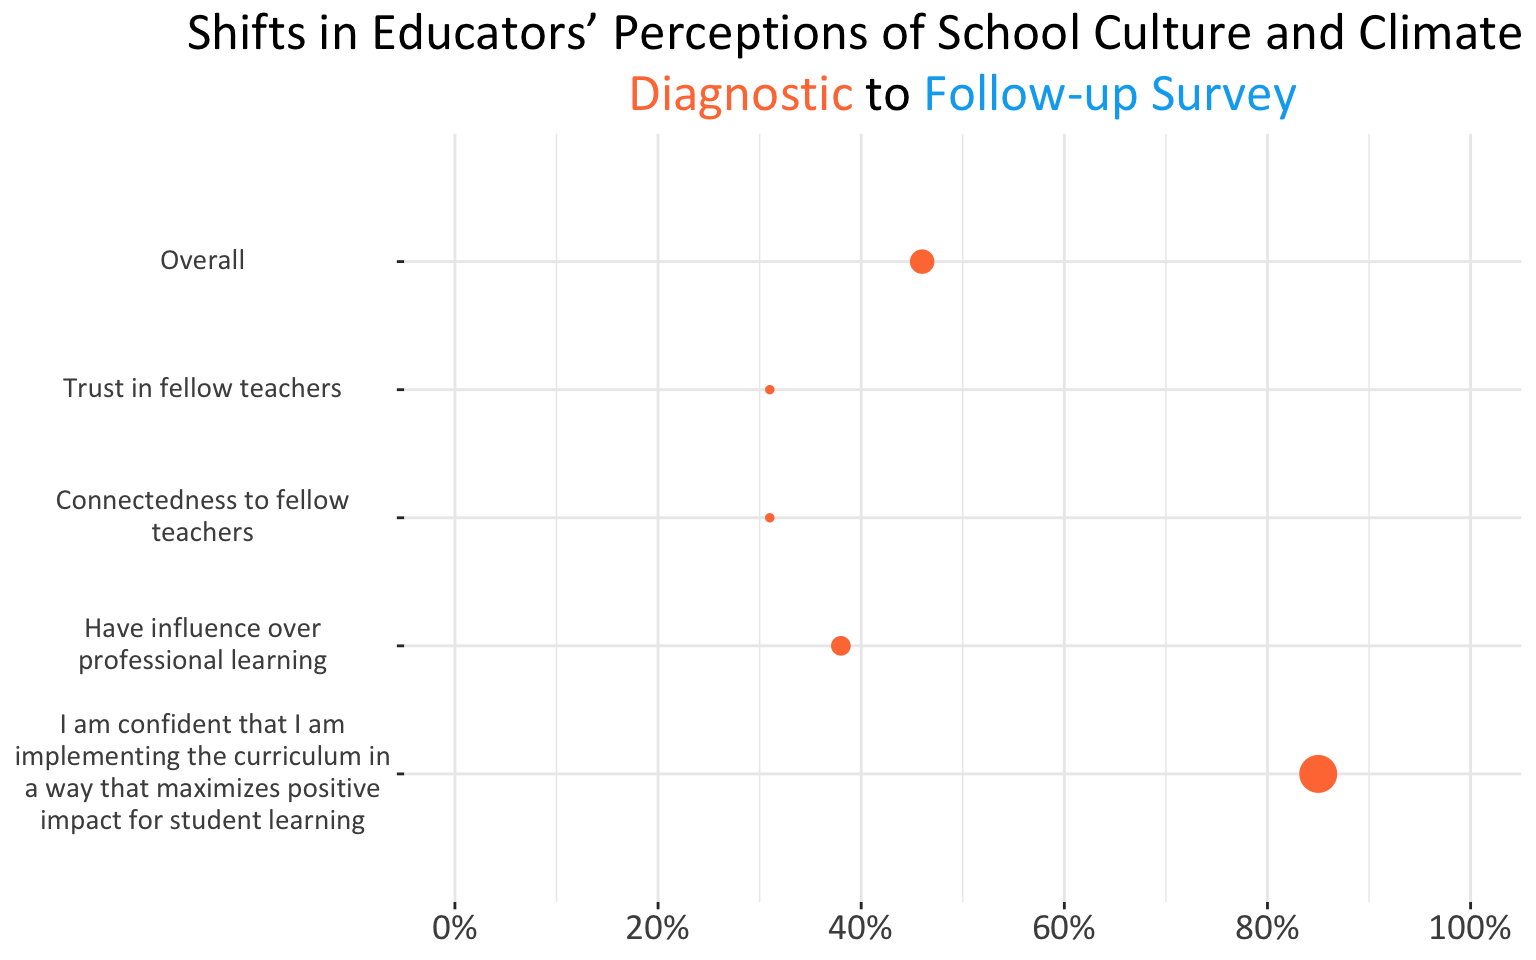 Shifts in Educators’ Perceptions of School Culture and Climate
Diagnostic to Follow-up Survey
Overall
Trust in fellow teachers
Connectedness to fellow
teachers
Have influence over
professional learning
I am confident that I am
implementing the curriculum in
a way that maximizes positive
impact for student learning
0% 20% 40% 60% 80% 100%